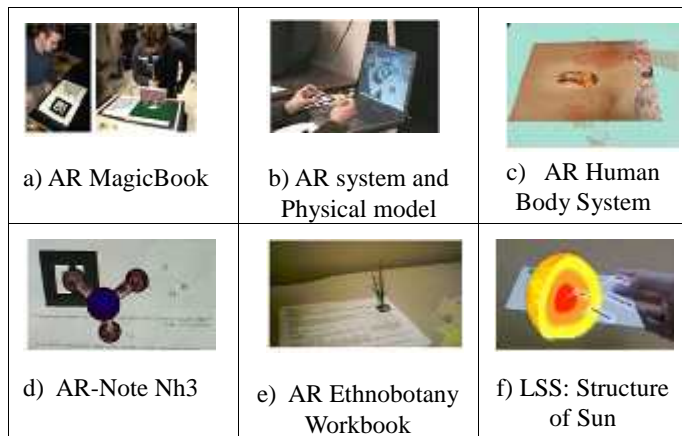 a) AR MagicBook
b) AR system and
Physical model
c) AR Human
Body System
d) AR-Note Nh3
e) AR Ethnobotany
Workbook
f) LSS: Structure
of Sun